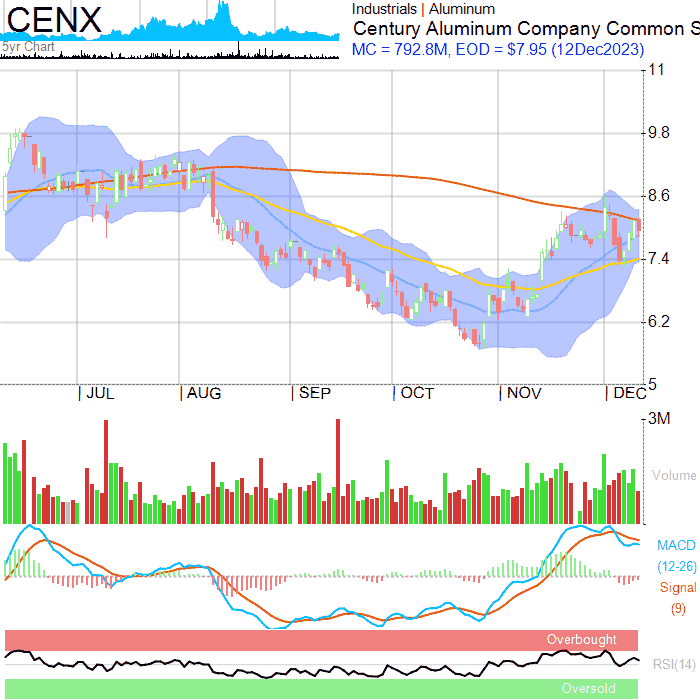 CENX
5yr Chart
Industrials | Aluminum
Century Aluminum Company Common S
MC = 792.8M, EOD = $7.95 (12Dec2023)
11
9.8
8.6
7.4
6.2
5
JUL AUG SEP OCT NOV DEC
3M
Volume
MACD
(12-26)
Signal
(9)
Overbought
RSI(14)
Oversold